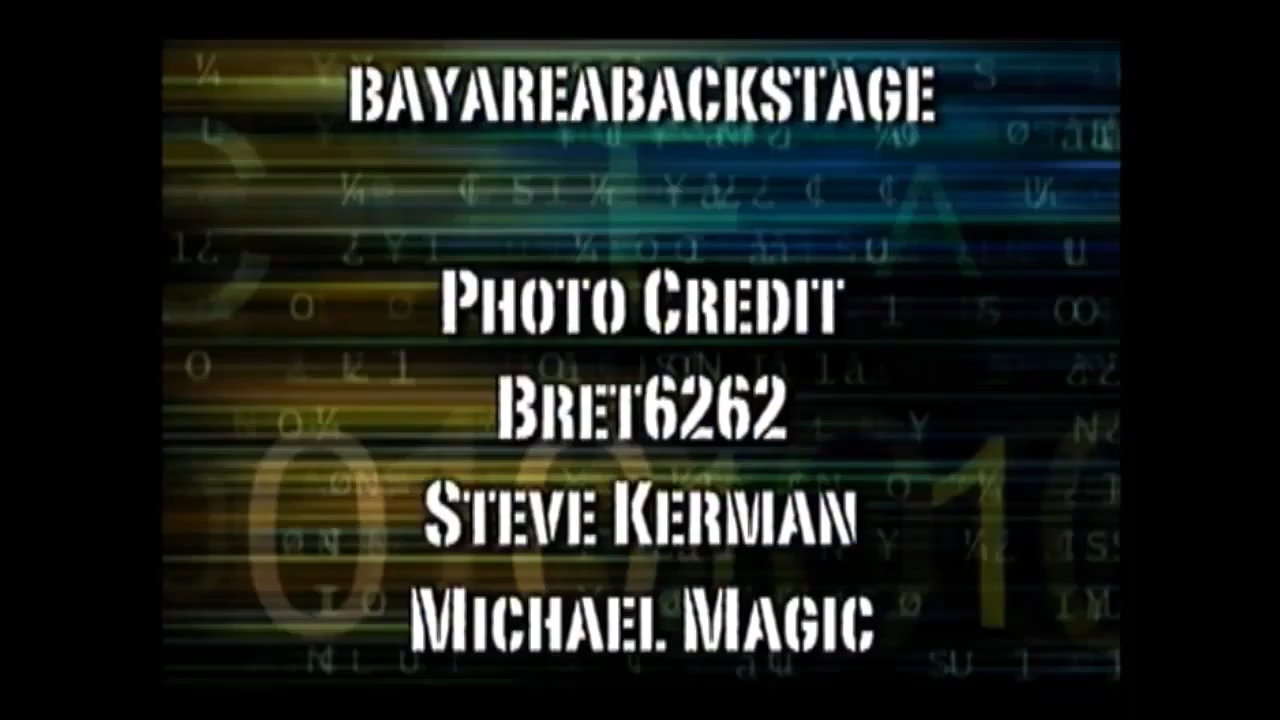 BAYAREABACKSTAGE
PHOTO CREDIT
BRET6262
STEVE KERMAN
MICHAEL MAGIC